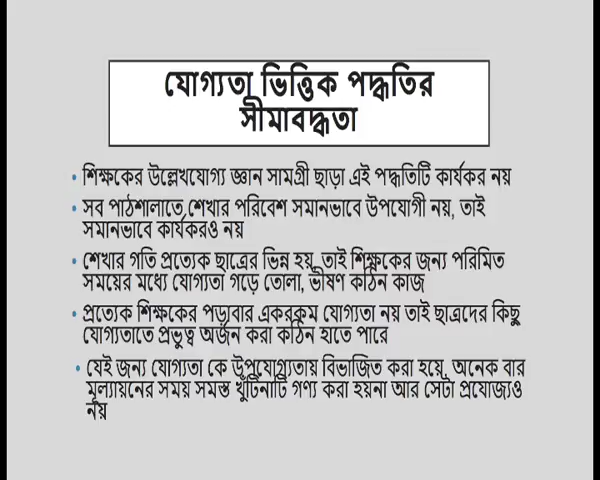 যোগ্যতা ভিত্তিক পদ্ধতির
সীমাবদ্ধতা
• শিক্ষকের উল্লেখযোগ্য জ্ঞান সামগ্রী ছাড়া এই পদ্ধতিটি কার্যকর নয়
• সব পাঠশালাতে শেখার পরিবেশ সমানভাবে উপযোগী নয়, তাই
সমানভাবে কার্যকরও নয়
• শেখার গতি প্রত্যেক ছাত্রের ভিন্ন হয়, তাই শিক্ষকের জন্য পরিমিত
সময়ের মধ্যে যোগ্যতা গড়ে তোলা, ভীষণ কঠিন কাজ
• প্রত্যেক শিক্ষকের পড়াবার একরকম যোগ্যতা নয় তাই ছাত্রদের কিছু
যোগ্যতাতে প্রভুত্ব অর্জন করা কঠিন হাতে পারে
• যেই জন্য যোগ্যতা কে উপযোগ্যতায় বিভাজিত করা হয়ে, অনেক বার
মূল্যায়নের সময় সমস্ত খুঁটিনাটি গণ্য করা হয়না আর সেটা প্রযোজ্যও
নয়